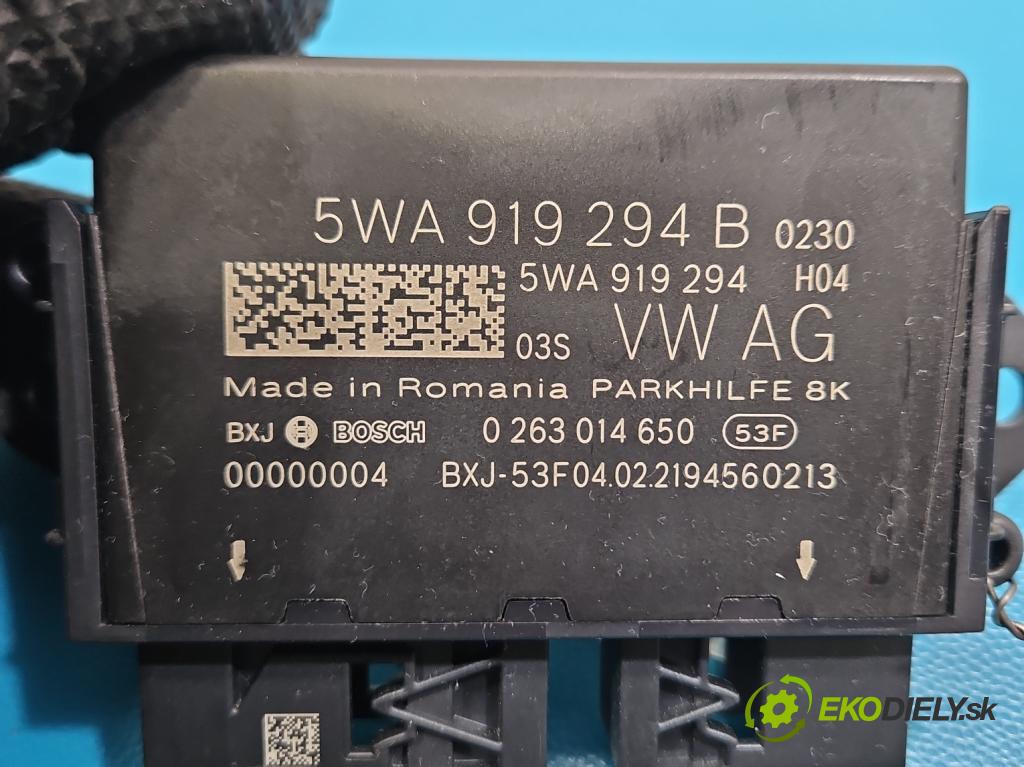 5WA 919 294 B 0230
5WA 919 294 H04
03S VW AG
Made in Romania PARKHILFE 8K
BXJ BOSCH 0 263 014 650 53F
00000004 BXJ-53F04.02.2194560213
EKODIELY.sk